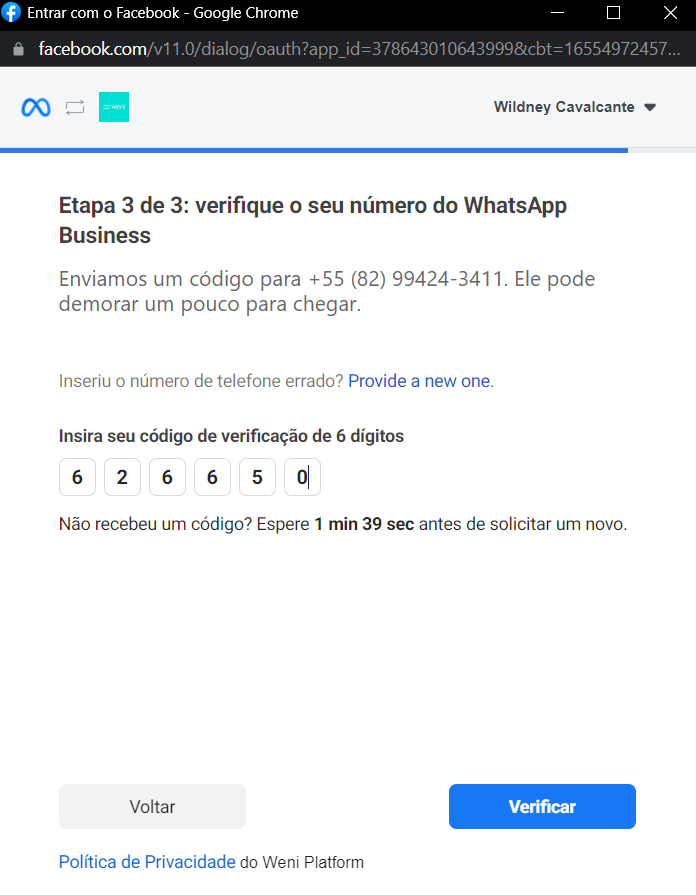 Entrar com o Facebook - Google Chrome
facebook.com/v11.0/dialog/oauth?app_id=378643010643999&cbt=16554972457...
weni
Wildney Cavalcante
Etapa 3 de 3: verifique o seu número do WhatsApp
Business
Enviamos um código para +55 (82) 99424-3411. Ele pode
demorar um pouco para chegar.
Inseriu o número de telefone errado? Provide a new one.
Insira seu código de verificação de 6 dígitos
6 2 6 6 5 0
Não recebeu um código? Espere 1 min 39 sec antes de solicitar um novo.
Voltar
Verificar
Política de Privacidade do Weni Platform